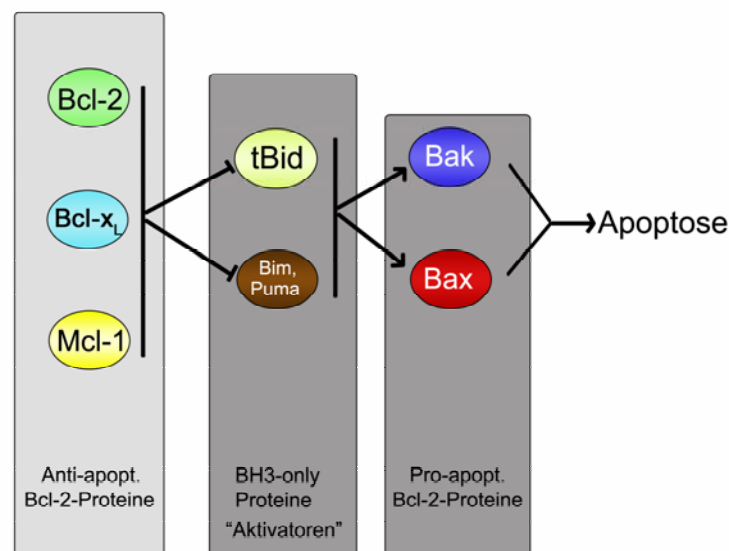 Bcl-2
Bcl-xL
Mcl-1
Anti-apopt.
Bcl-2-Proteine
tBid
Bim,
Puma
BH3-only
Proteine
“Aktivatoren”
Bak
Bax
Pro-apopt.
Bcl-2-Proteine
Apoptose